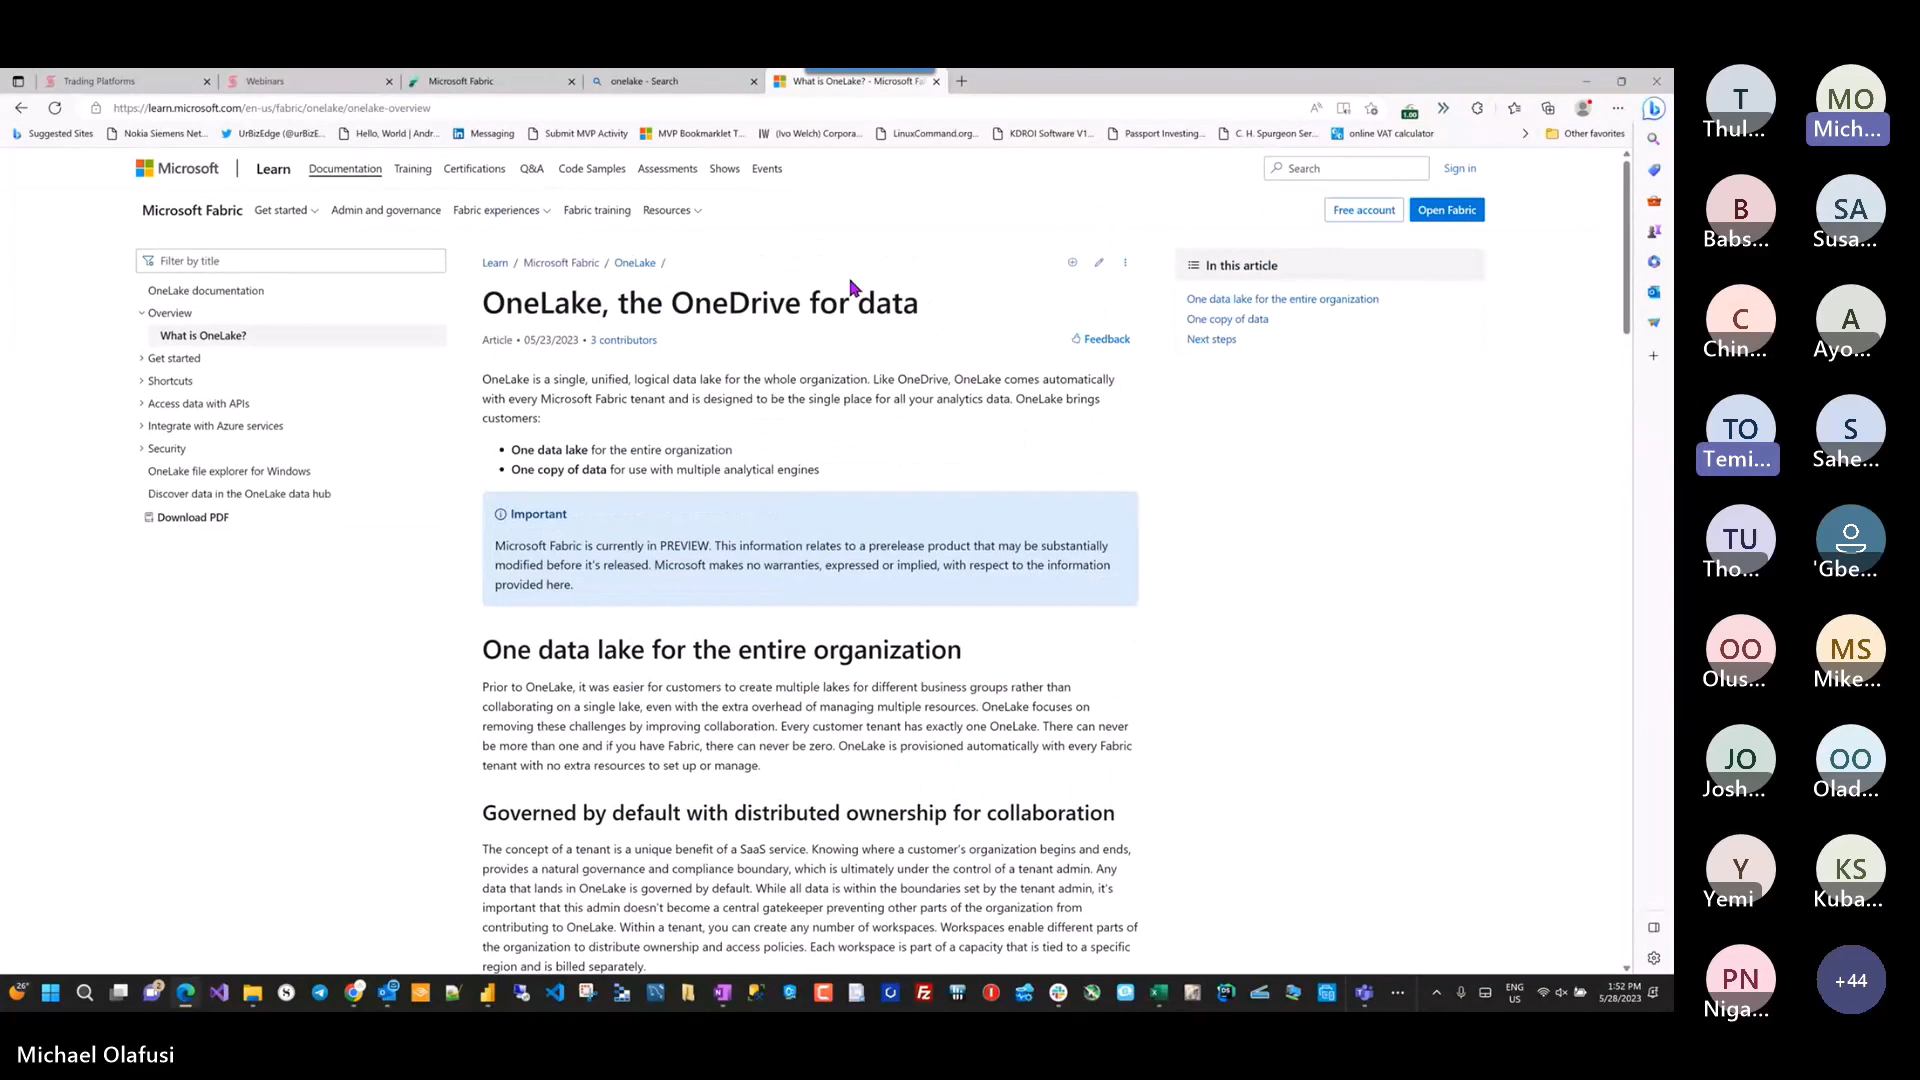 Trading Platforms
Webinars
Microsoft Fabric
onelake - Search
What is OneLake? - Microsoft Fa
https://learn.microsoft.com/en-us/fabric/onelake/onelake-overview
1.00
Suggested Sites
Nokia Siemens Net...
UrBizEdge (@urBizE...
Hello, World | Andr...
Messaging
Submit MVP Activity
MVP Bookmarklet T...
(Ivo Welch) Corpora...
LinuxCommand.org...
KDROI Software V1...
Passport Investing...
C. H. Spurgeon Ser...
online VAT calculator
Other favorites
Microsoft
Learn
Documentation
Training
Certifications
Q&A
Code Samples
Assessments
Shows
Events
Search
Sign in
Microsoft Fabric
Get started
Admin and governance
Fabric experiences
Fabric training
Resources
Free account
Open Fabric
Filter by title
OneLake documentation
Overview
What is OneLake?
Get started
Shortcuts
Access data with APIs
Integrate with Azure services
Security
OneLake file explorer for Windows
Discover data in the OneLake data hub
Download PDF
Learn / Microsoft Fabric / OneLake /
OneLake, the OneDrive for data
Article • 05/23/2023 • 3 contributors
Feedback
OneLake is a single, unified, logical data lake for the whole organization. Like OneDrive, OneLake comes automatically
with every Microsoft Fabric tenant and is designed to be the single place for all your analytics data. OneLake brings
customers:
• One data lake for the entire organization
• One copy of data for use with multiple analytical engines
Important
Microsoft Fabric is currently in PREVIEW. This information relates to a prerelease product that may be substantially
modified before it's released. Microsoft makes no warranties, expressed or implied, with respect to the information
provided here.
One data lake for the entire organization
Prior to OneLake, it was easier for customers to create multiple lakes for different business groups rather than
collaborating on a single lake, even with the extra overhead of managing multiple resources. OneLake focuses on
removing these challenges by improving collaboration. Every customer tenant has exactly one OneLake. There can never
be more than one and if you have Fabric, there can never be zero. OneLake is provisioned automatically with every Fabric
tenant with no extra resources to set up or manage.
Governed by default with distributed ownership for collaboration
The concept of a tenant is a unique benefit of a SaaS service. Knowing where a customer's organization begins and ends,
provides a natural governance and compliance boundary, which is ultimately under the control of a tenant admin. Any
data that lands in OneLake is governed by default. While all data is within the boundaries set by the tenant admin, it's
important that this admin doesn't become a central gatekeeper preventing other parts of the organization from
contributing to OneLake. Within a tenant, you can create any number of workspaces. Workspaces enable different parts of
the organization to distribute ownership and access policies. Each workspace is part of a capacity that is tied to a specific
region and is billed separately.
In this article
One data lake for the entire organization
One copy of data
Next steps
26°
ENG
US
1:52 PM
5/28/2023
T
Thul...
MO
Mich...
B
Babs...
SA
Susa...
C
Chin...
A
Ayo...
TO
Temi...
S
Sahe...
TU
Tho...
'Gbe...
OO
Olus...
MS
Mike...
JO
Josh...
OO
Olad...
Y
Yemi
KS
Kuba...
PN
Niga...
+44
Michael Olafusi